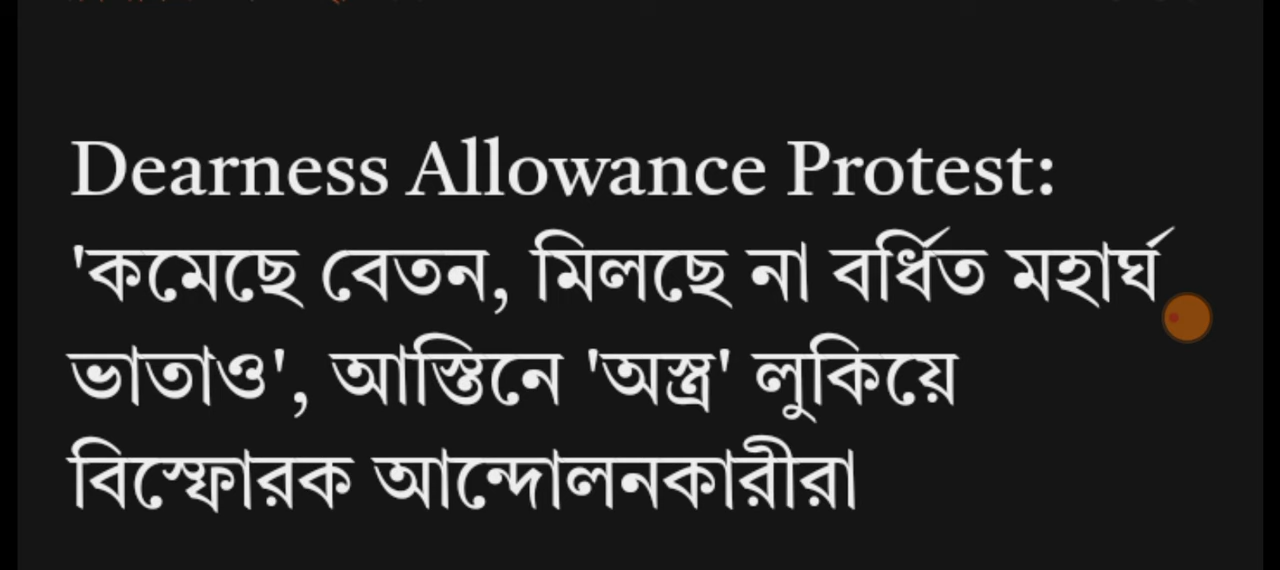 Dearness Allowance Protest:
'কমেছে বেতন, মিলছে না বর্ধিত মহার্ঘ
ভাতাও', আস্তিনে 'অস্ত্র' লুকিয়ে
বিস্ফোরক আন্দোলনকারীরা